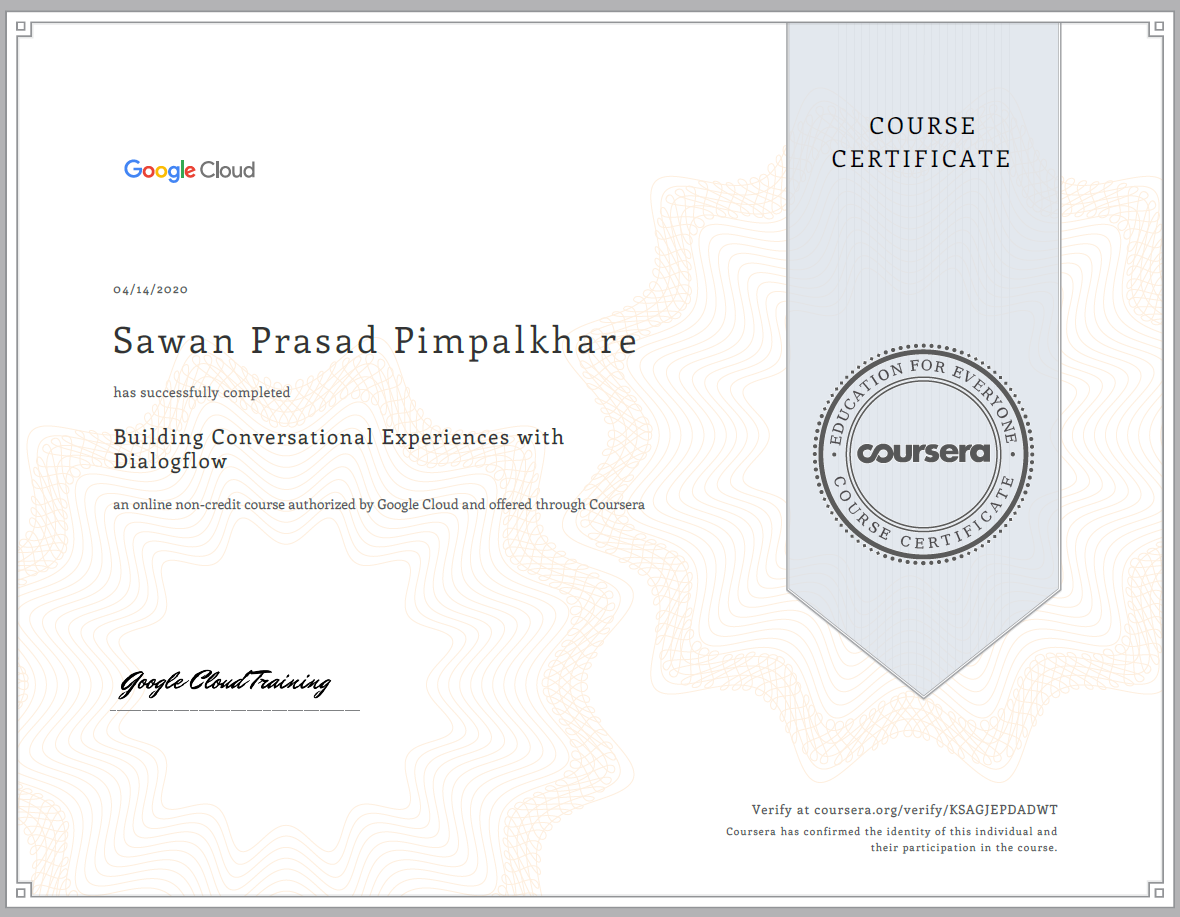 COURSE
CERTIFICATE
Google Cloud
04/14/2020
Sawan Prasad Pimpalkhare
has successfully completed
Building Conversational Experiences with
Dialogflow
an online non-credit course authorized by Google Cloud and offered through Coursera
EDUCATION FOR EVERYONE
coursera
COURSE CERTIFICATE
Google Cloud Training
Verify at coursera.org/verify/KSAGJEPDADWT
Coursera has confirmed the identity of this individual and
their participation in the course.